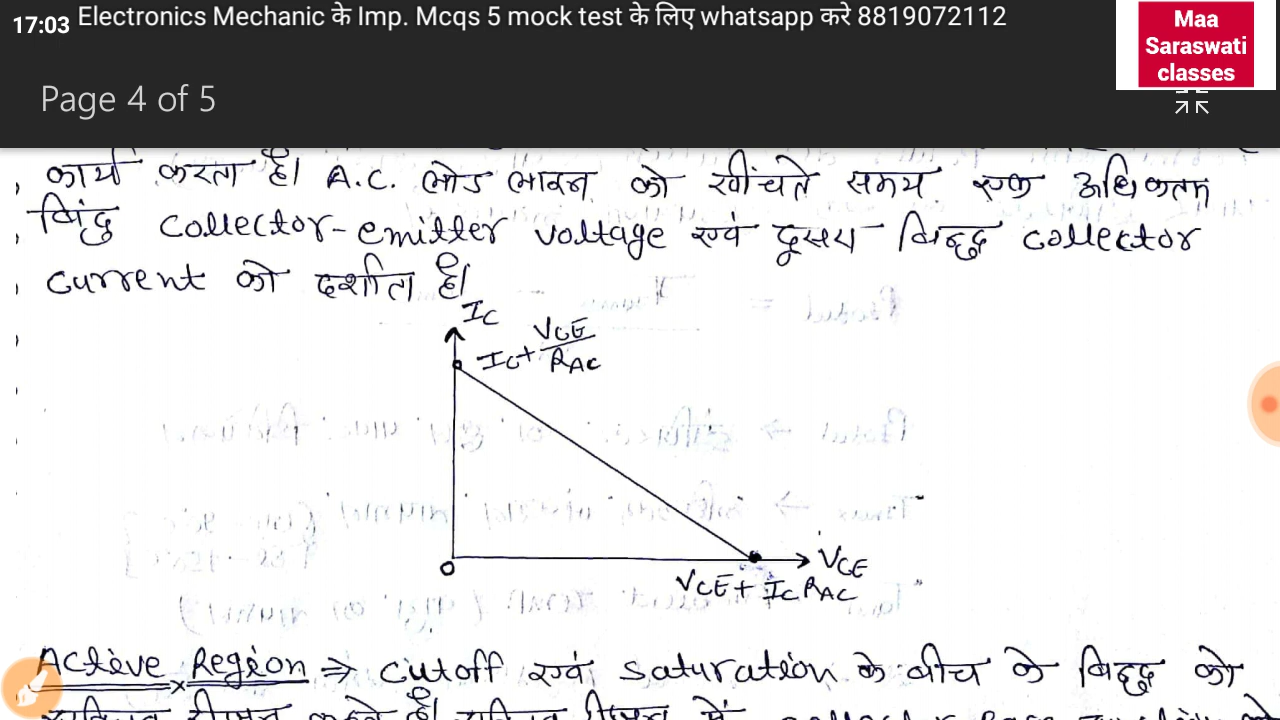 17:03 Electronics Mechanic के Imp. Mcqs 5 mock test के लिए whatsapp करे 8819072112
Maa
Saraswati
classes
Page 4 of 5
कार्य करता है। A.C. लोड लाइन को खींचते समय एक अधिकतम
बिंदु collector-emitter voltage एवं दूसरा बिन्दु collector
current को दर्शाता है।
IC
IC+ VCE/RAC
O
VCE
VCE+ IC RAC
Active Region ⇒ cutoff एवं saturation के बीच के बिन्दु को